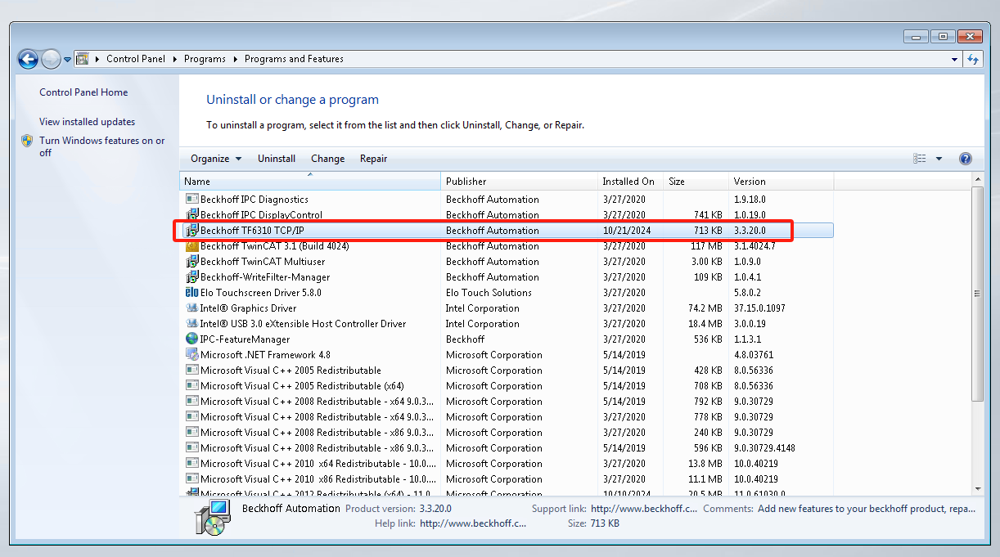 Control Panel Programs Programs and Features
Control Panel Home
View installed updates
Turn Windows features on or
off
Uninstall or change a program
To uninstall a program, select it from the list and then click Uninstall, Change, or Repair.
Organize Uninstall Change Repair
Name Publisher Installed On Size Version
Beckhoff IPC Diagnostics Beckhoff Automation 3/27/2020 1.9.18.0
Beckhoff IPC DisplayControl Beckhoff Automation 3/27/2020 741 KB 1.0.19.0
Beckhoff TF6310 TCP/IP Beckhoff Automation 10/21/2024 713 KB 3.3.20.0
Beckhoff TwinCAT 3.1 (Build 4024) Beckhoff Automation 3/27/2020 117 MB 3.1.4024.7
Beckhoff TwinCAT Multiuser Beckhoff Automation 3/27/2020 3.00 KB 1.0.9.0
Beckhoff-WriteFilter-Manager Beckhoff Automation 3/27/2020 109 KB 1.0.4.1
elo Elo Touchscreen Driver 5.8.0 Elo Touch Solutions 3/27/2020 5.8.0.2
Intel® Graphics Driver Intel Corporation 3/27/2020 74.2 MB 37.15.0.1097
Intel® USB 3.0 eXtensible Host Controller Driver Intel Corporation 3/27/2020 18.4 MB 3.0.0.19
IPC-FeatureManager Beckhoff 3/27/2020 536 KB 1.1.3.1
Microsoft .NET Framework 4.8 Microsoft Corporation 5/14/2019 4.8.03761
Microsoft Visual C++ 2005 Redistributable Microsoft Corporation 5/14/2019 428 KB 8.0.56336
Microsoft Visual C++ 2005 Redistributable (x64) Microsoft Corporation 5/14/2019 708 KB 8.0.56336
Microsoft Visual C++ 2008 Redistributable - x64 9.0.3... Microsoft Corporation 5/14/2019 792 KB 9.0.30729
Microsoft Visual C++ 2008 Redistributable - x64 9.0.3... Microsoft Corporation 3/27/2020 778 KB 9.0.30729
Microsoft Visual C++ 2008 Redistributable - x86 9.0.3... Microsoft Corporation 3/27/2020 240 KB 9.0.30729
Microsoft Visual C++ 2008 Redistributable - x86 9.0.3... Microsoft Corporation 5/14/2019 596 KB 9.0.30729.4148
Microsoft Visual C++ 2010 x64 Redistributable - 10.0.... Microsoft Corporation 3/27/2020 13.8 MB 10.0.40219
Microsoft Visual C++ 2010 x86 Redistributable - 10.0.... Microsoft Corporation 3/27/2020 11.1 MB 10.0.40219
Microsoft Visual C++ 2012 Redistributable (x64) - 11.0.... Microsoft Corporation 10/10/2024 20.5 MB 11.0.61030.0
Beckhoff Automation Product version: 3.3.20.0 Support link: http://www.beckhoff.c... Comments: Add new features to your beckhoff product, repa...
Help link: http://www.beckhoff.c... Size: 713 KB